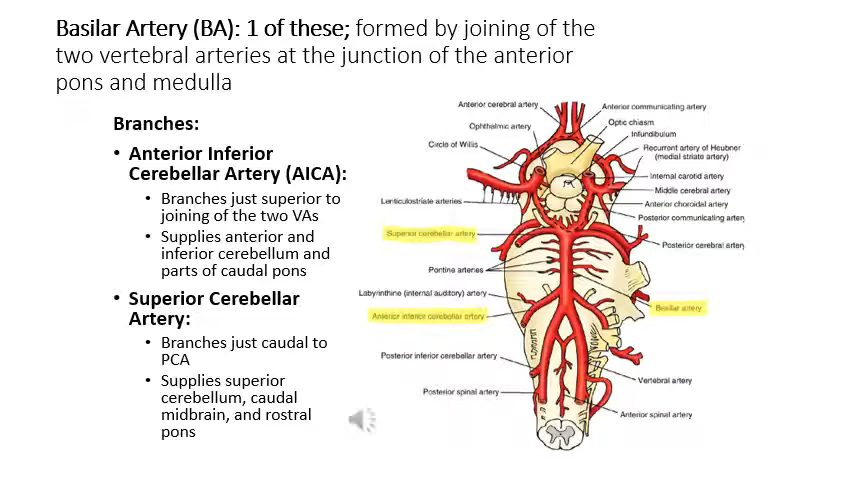 Basilar Artery (BA): 1 of these; formed by joining of the
two vertebral arteries at the junction of the anterior
pons and medulla
Branches:
• Anterior Inferior
Cerebellar Artery (AICA):
• Branches just superior to
joining of the two VAs
• Supplies anterior and
inferior cerebellum and
parts of caudal pons
• Superior Cerebellar
Artery:
• Branches just caudal to
PCA
• Supplies superior
cerebellum, caudal
midbrain, and rostral
pons
Anterior cerebral artery
Anterior communicating artery
Ophthalmic artery
Optic chiasm
Infundibulum
Circle of Willis
Recurrent artery of Heubner
(medial striate artery)
Internal carotid artery
Middle cerebral artery
Lenticulostriate arteries
Anterior choroidal artery
Posterior communicating artery
Superior cerebellar artery
Posterior cerebral artery
Pontine arteries
Labyrinthine (internal auditory) artery
Basilar artery
Anterior inferior cerebellar artery
Posterior inferior cerebellar artery
Vertebral artery
Posterior spinal artery
Anterior spinal artery